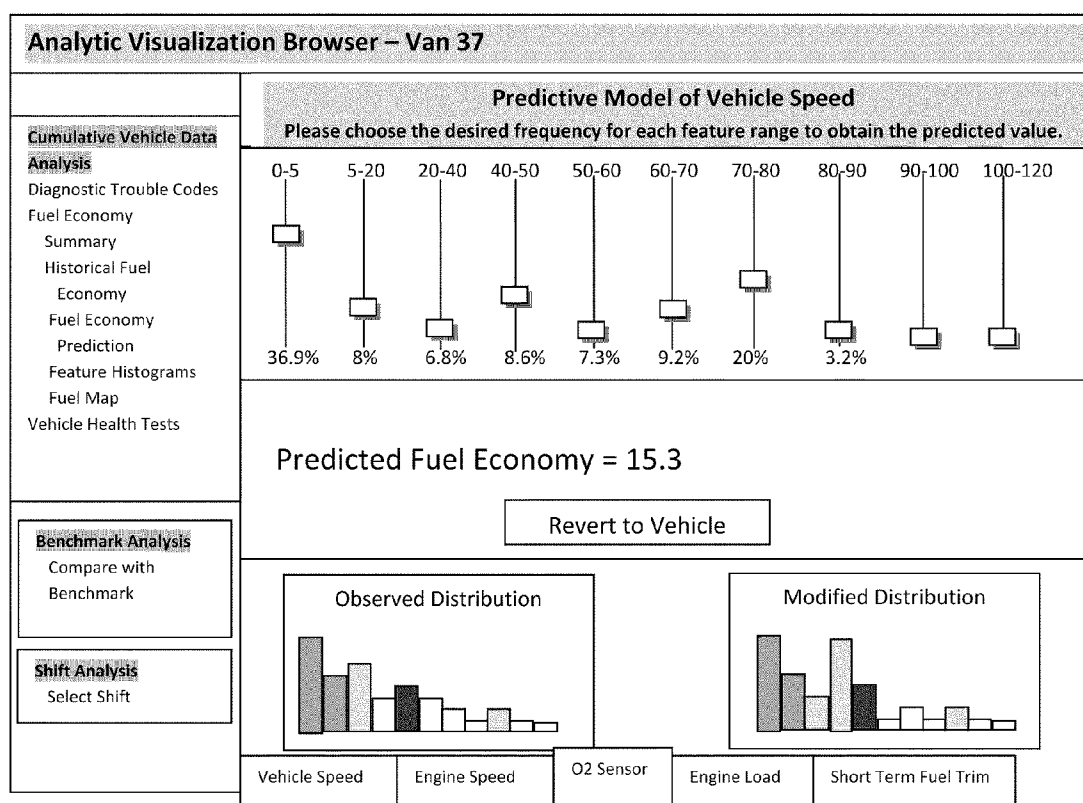 Analytic Visualization Browser – Van 37
Cumulative Vehicle Data
Analysis
Diagnostic Trouble Codes
Fuel Economy
Summary
Historical Fuel
Economy
Fuel Economy
Prediction
Feature Histograms
Fuel Map
Vehicle Health Tests
Benchmark Analysis
Compare with
Benchmark
Shift Analysis
Select Shift
Predictive Model of Vehicle Speed
Please choose the desired frequency for each feature range to obtain the predicted value.
0-5 5-20 20-40 40-50 50-60 60-70 70-80 80-90 90-100 100-120
36.9% 8% 6.8% 8.6% 7.3% 9.2% 20% 3.2%
Predicted Fuel Economy = 15.3
Revert to Vehicle
Observed Distribution Modified Distribution
Vehicle Speed Engine Speed O2 Sensor Engine Load Short Term Fuel Trim